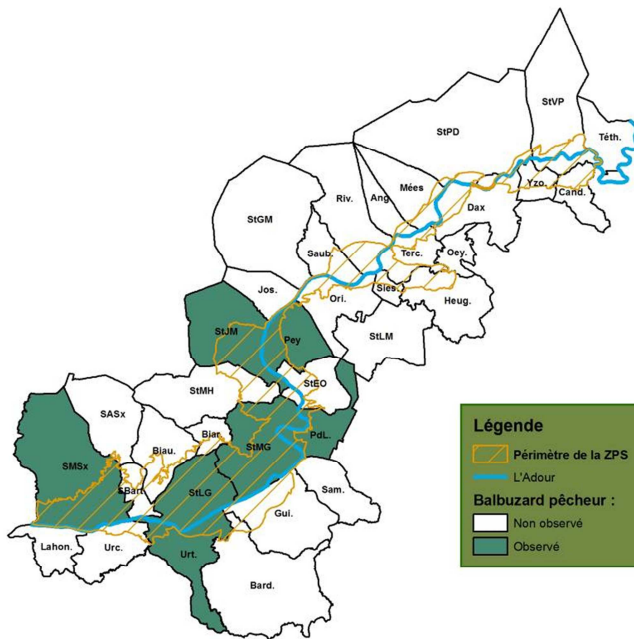 StVP
Téth.
StPD
Yzo.
Cand.
Mées
Riv.
Ang
Dax
StGM
Saub.
Terc.
Oey.
Jos.
Ori.
Sies.
Heug.
StJM
Pey
StLM
StMH
StEO
SASx
Biar
StMG
PdL.
Biau.
SMSx
SBart
StLG
Sam.
Gui.
Lahon.
Urc.
Urt.
Bard.
Légende
Périmètre de la ZPS
L'Adour
Balbuzard pêcheur :
Non observé
Observé